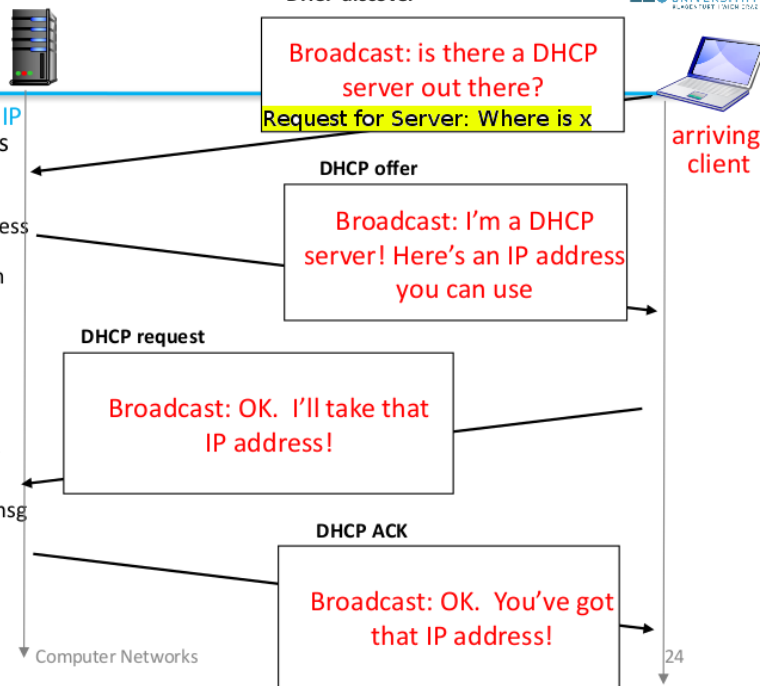 Broadcast: is there a DHCP
server out there?
Request for Server: Where is x
IP
arriving
client
DHCP offer
Broadcast: I'm a DHCP
server! Here's an IP address
you can use
DHCP request
Broadcast: OK.  I'll take that
IP address!
DHCP ACK
Broadcast: OK.  You've got
that IP address!
Computer Networks
24